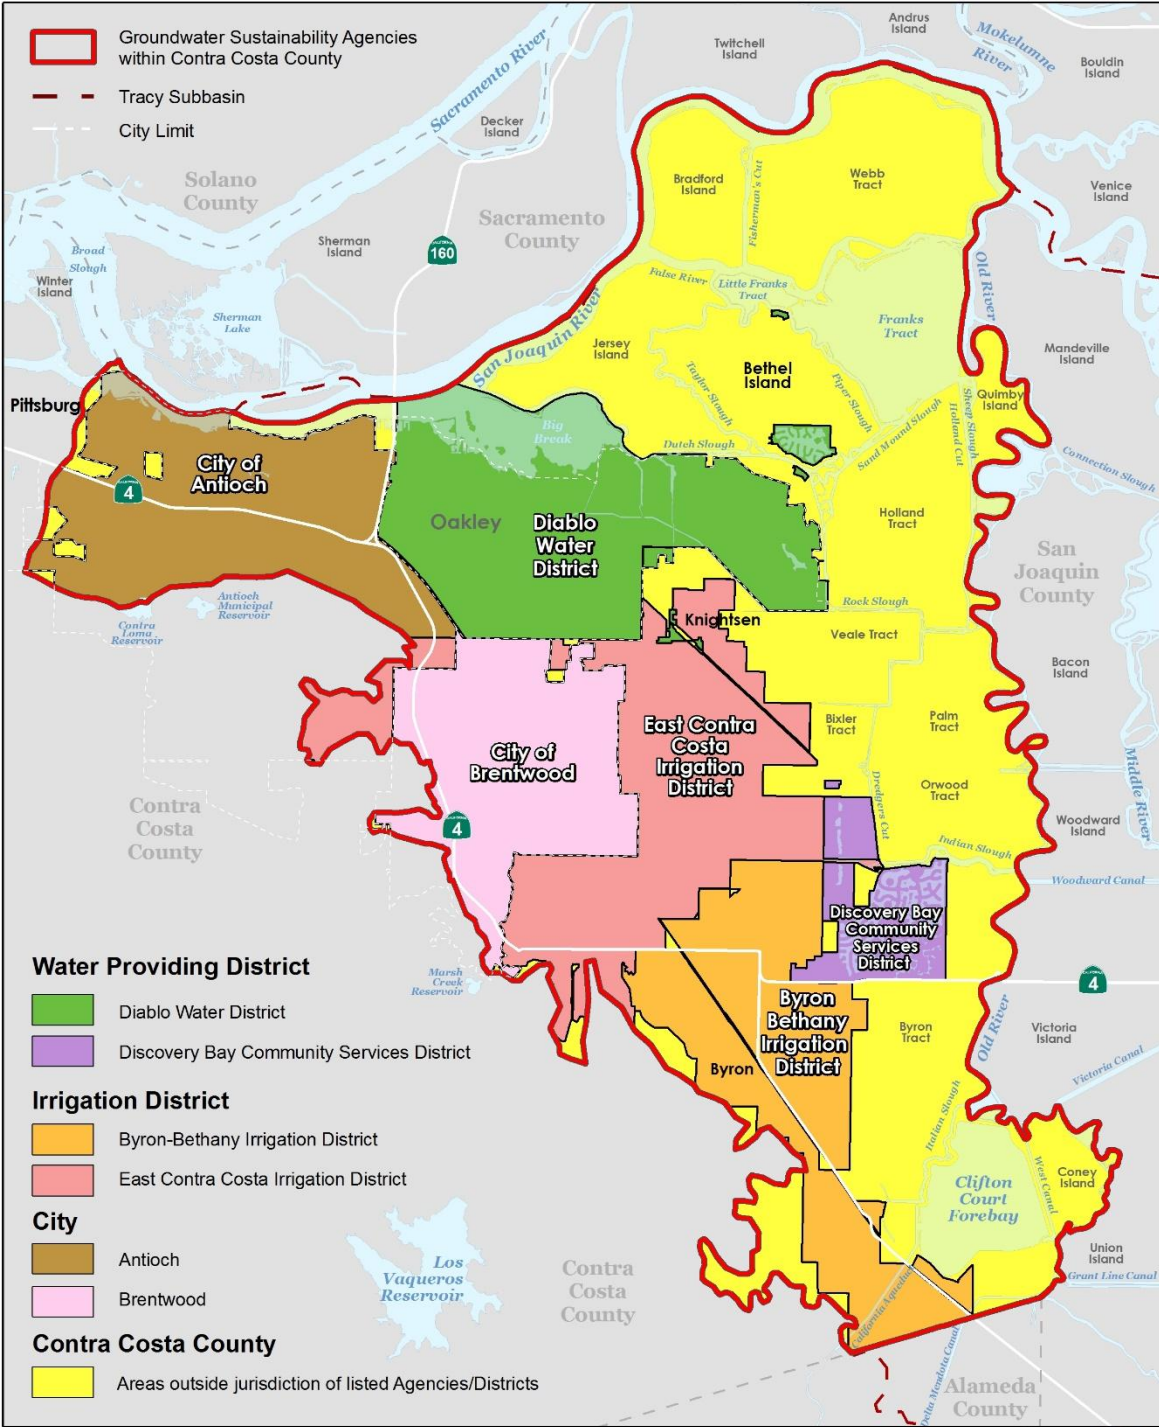 Groundwater Sustainability Agencies
within Contra Costa County
Tracy Subbasin
City Limit
Andrus
Island
Twitchell
Island
Mokelumne
River
Bouldin
Island
Sacramento River
Decker
Island
Solano
County
Sacramento
County
Sherman
Island
CALIFORNIA
160
Bradford
Island
Fisherman's Cut
Webb
Tract
Venice
Island
Broad
Slough
Winter
Island
Sherman
Lake
False River
Little Franks
Tract
Old River
Franks
Tract
San Joaquin River
Jersey
Island
Bethel
Island
Mandeville
Island
Taylor Slough
Piper Slough
Quimby
Island
Sheep Slough
Holland Cut
Pittsburg
Big
Break
Dutch Slough
Sand Mound Slough
Connection Slough
City of
Antioch
CALIFORNIA
4
Oakley
Diablo
Water
District
Holland
Tract
San
Joaquin
County
Contra
Loma
Reservoir
Antioch
Municipal
Reservoir
Knightsen
Rock Slough
Veale Tract
Bacon
Island
East Contra
Costa
Irrigation
District
Bixler
Tract
Palm
Tract
City of
Brentwood
Dredgers Cut
Orwood
Tract
Middle River
Contra
Costa
County
CALIFORNIA
4
Woodward
Island
Indian Slough
Woodward Canal
Discovery Bay
Community
Services
District
Marsh
Creek
Reservoir
CALIFORNIA
4
Byron
Bethany
Irrigation
District
Byron
Byron
Tract
Old River
Victoria
Island
Victoria Canal
Italian Slough
West Canal
Coney
Island
Clifton
Court
Forebay
Union
Island
Grant Line Canal
California Aqueduct
Delta Mendota Canal
Alameda
County
Los
Vaqueros
Reservoir
Contra
Costa
County
Water Providing District
Diablo Water District
Discovery Bay Community Services District
Irrigation District
Byron-Bethany Irrigation District
East Contra Costa Irrigation District
City
Antioch
Brentwood
Contra Costa County
Areas outside jurisdiction of listed Agencies/Districts